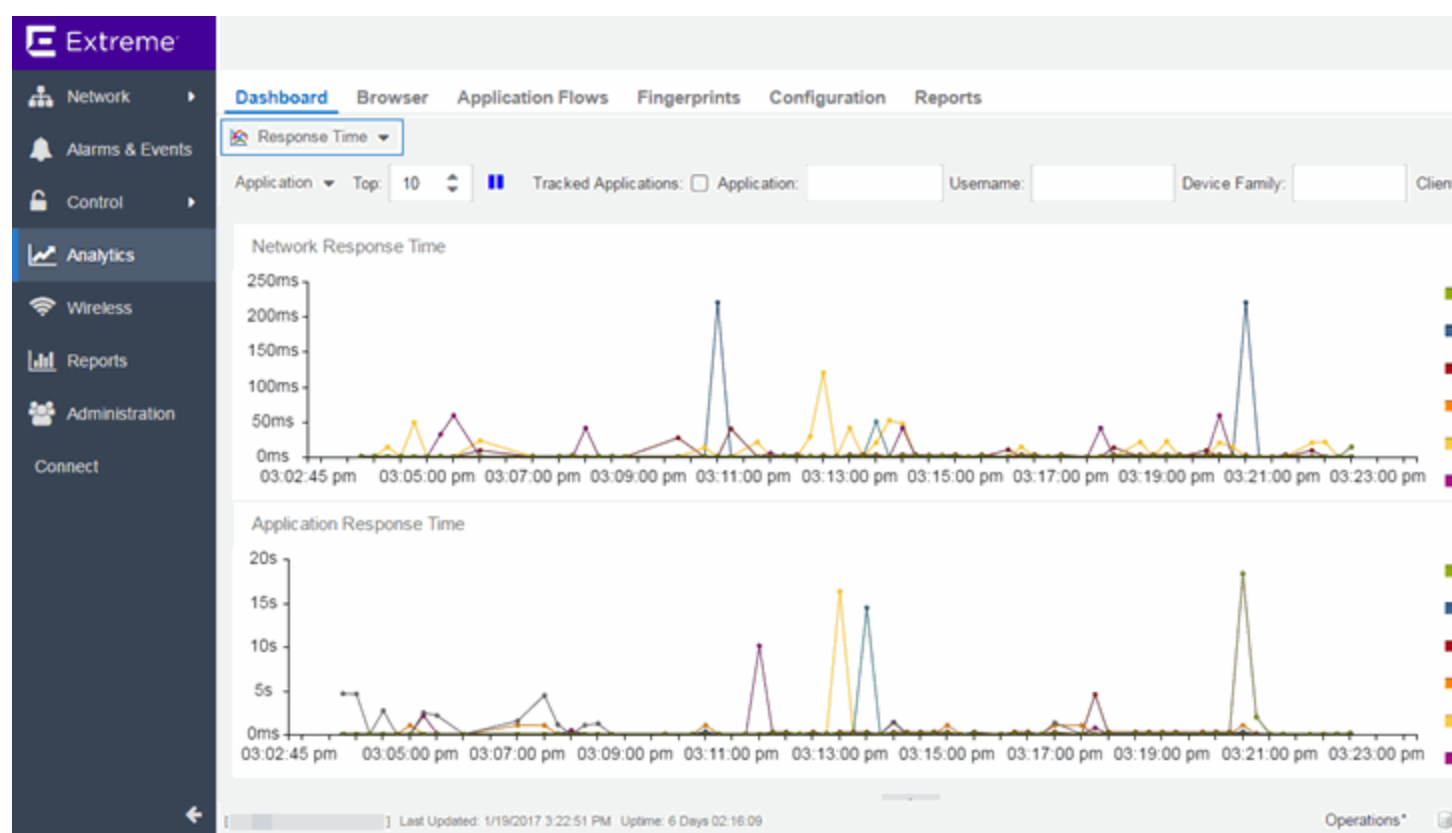 Extreme
Network
Alarms & Events
Control
Analytics
Wireless
Reports
Administration
Connect
Dashboard Browser Application Flows Fingerprints Configuration Reports
Response Time
Application Top: 10 Tracked Applications: Application: Username: Device Family: Clien
Network Response Time
250ms
200ms
150ms
100ms
50ms
0ms
03:02:45 pm 03:05:00 pm 03:07:00 pm 03:09:00 pm 03:11:00 pm 03:13:00 pm 03:15:00 pm 03:17:00 pm 03:19:00 pm 03:21:00 pm 03:23:00 pm
Application Response Time
20s
15s
10s
5s
0ms
03:02:45 pm 03:05:00 pm 03:07:00 pm 03:09:00 pm 03:11:00 pm 03:13:00 pm 03:15:00 pm 03:17:00 pm 03:19:00 pm 03:21:00 pm 03:23:00 pm
[ ] Last Updated: 1/19/2017 3:22:51 PM Uptime: 6 Days 02:16:09 Operations*